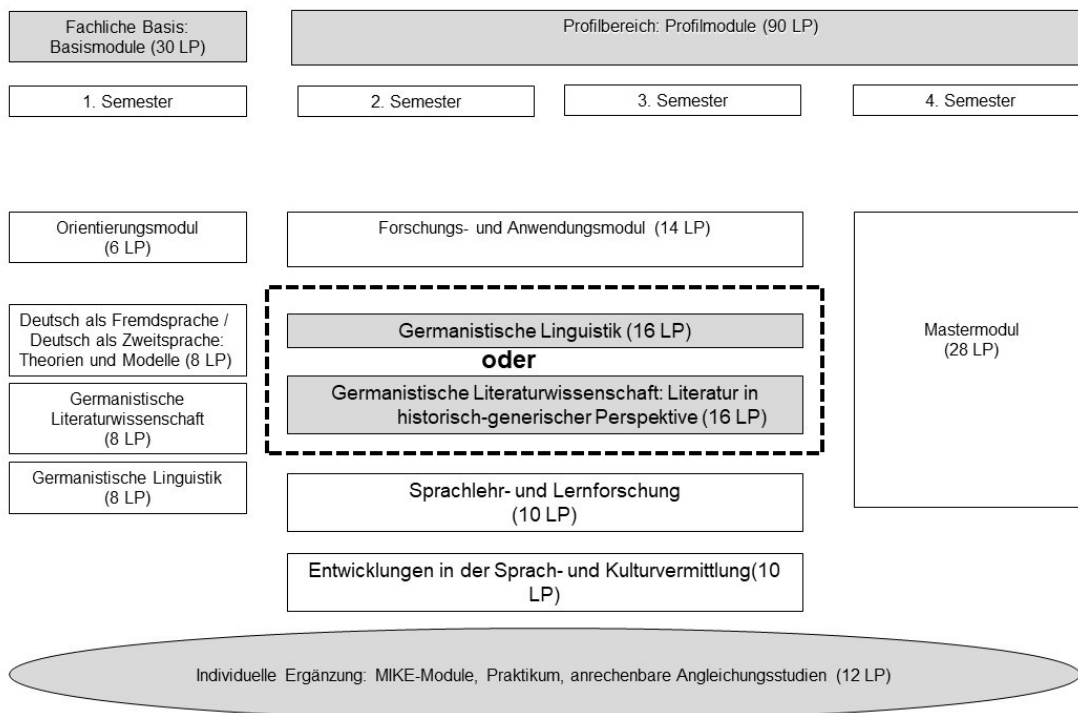 Fachliche Basis:
Basismodule (30 LP)
Profilbereich: Profilmodule (90 LP)
1. Semester
2. Semester
3. Semester
4. Semester
Orientierungsmodul
(6 LP)
Forschungs- und Anwendungsmodul (14 LP)
Deutsch als Fremdsprache /
Deutsch als Zweitsprache:
Theorien und Modelle (8 LP)
Germanistische Linguistik (16 LP)
oder
Germanistische Literaturwissenschaft: Literatur in
historisch-generischer Perspektive (16 LP)
Mastermodul
(28 LP)
Germanistische
Literaturwissenschaft
(8 LP)
Germanistische Linguistik
(8 LP)
Sprachlehr- und Lernforschung
(10 LP)
Entwicklungen in der Sprach- und Kulturvermittlung(10
LP)
Individuelle Ergänzung: MIKE-Module, Praktikum, anrechenbare Angleichungsstudien (12 LP)